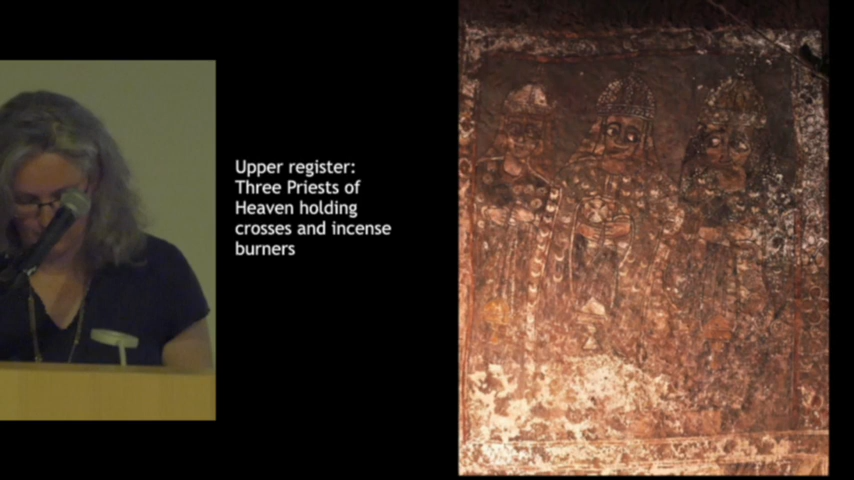 Upper register:
Three Priests of
Heaven holding
crosses and incense
burners